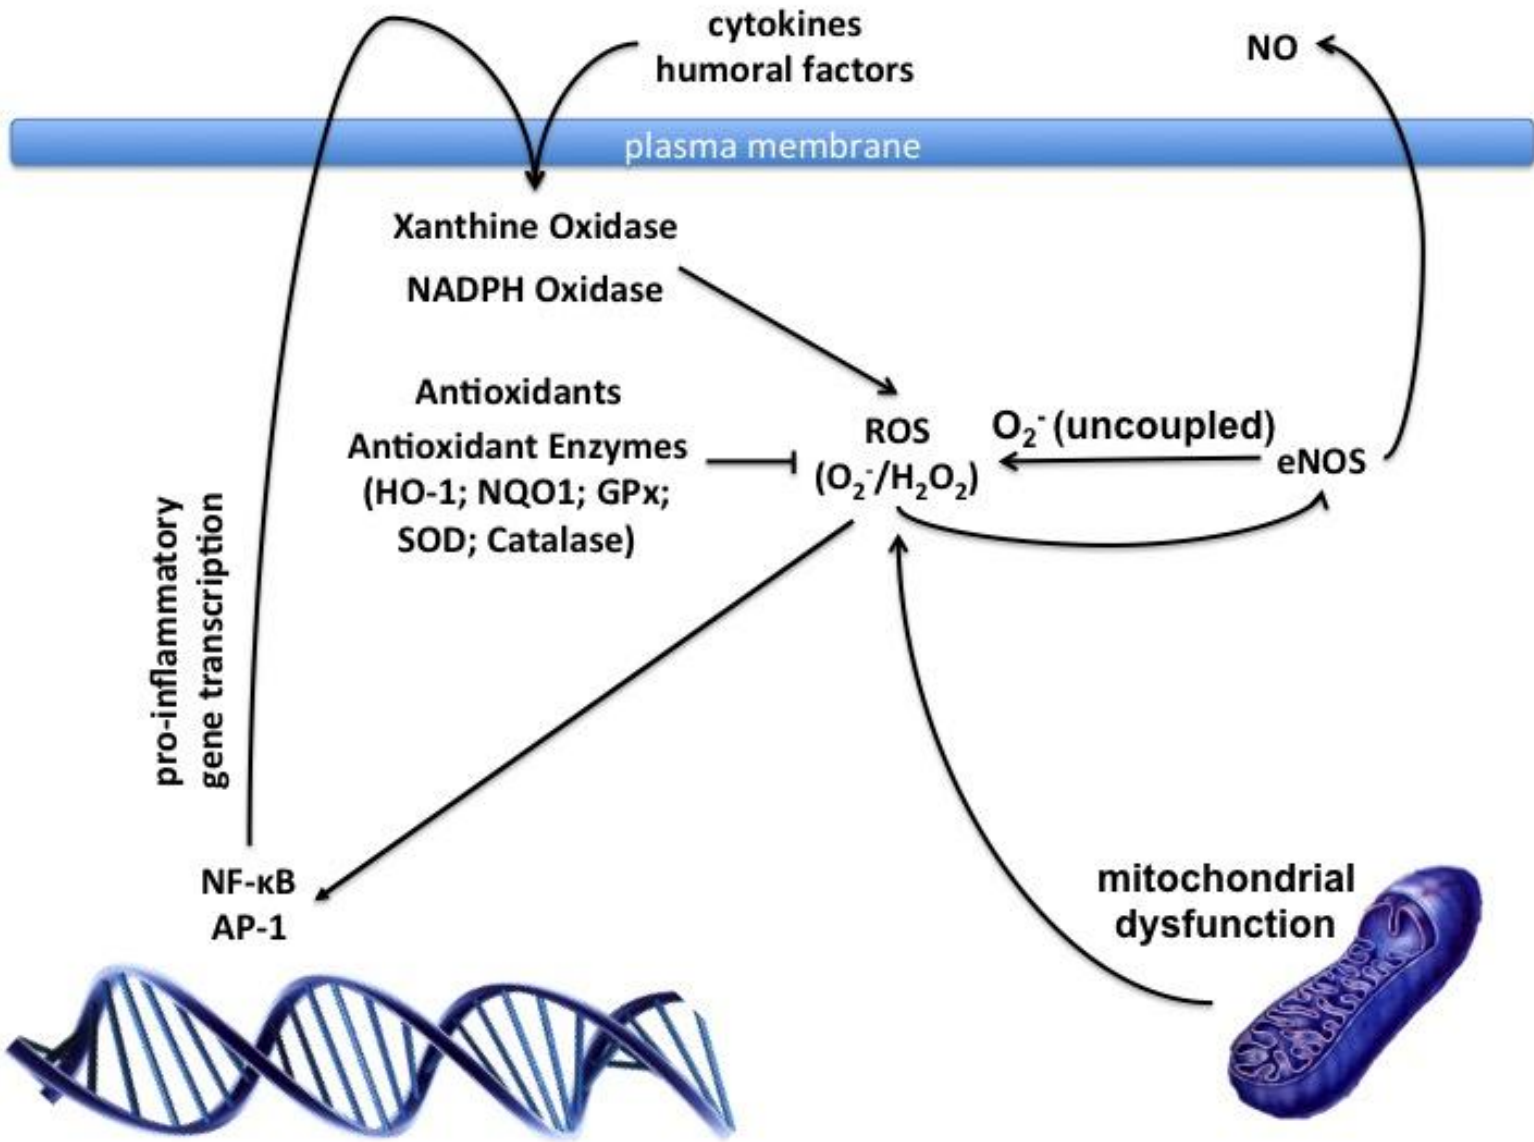 cytokines
humoral factors
NO
plasma membrane
Xanthine Oxidase
NADPH Oxidase
Antioxidants
Antioxidant Enzymes
(HO-1; NQO1; GPx;
SOD; Catalase)
ROS
(O₂⁻/H₂O₂)
O₂⁻ (uncoupled)
eNOS
pro-inflammatory
gene transcription
NF-κB
AP-1
mitochondrial
dysfunction